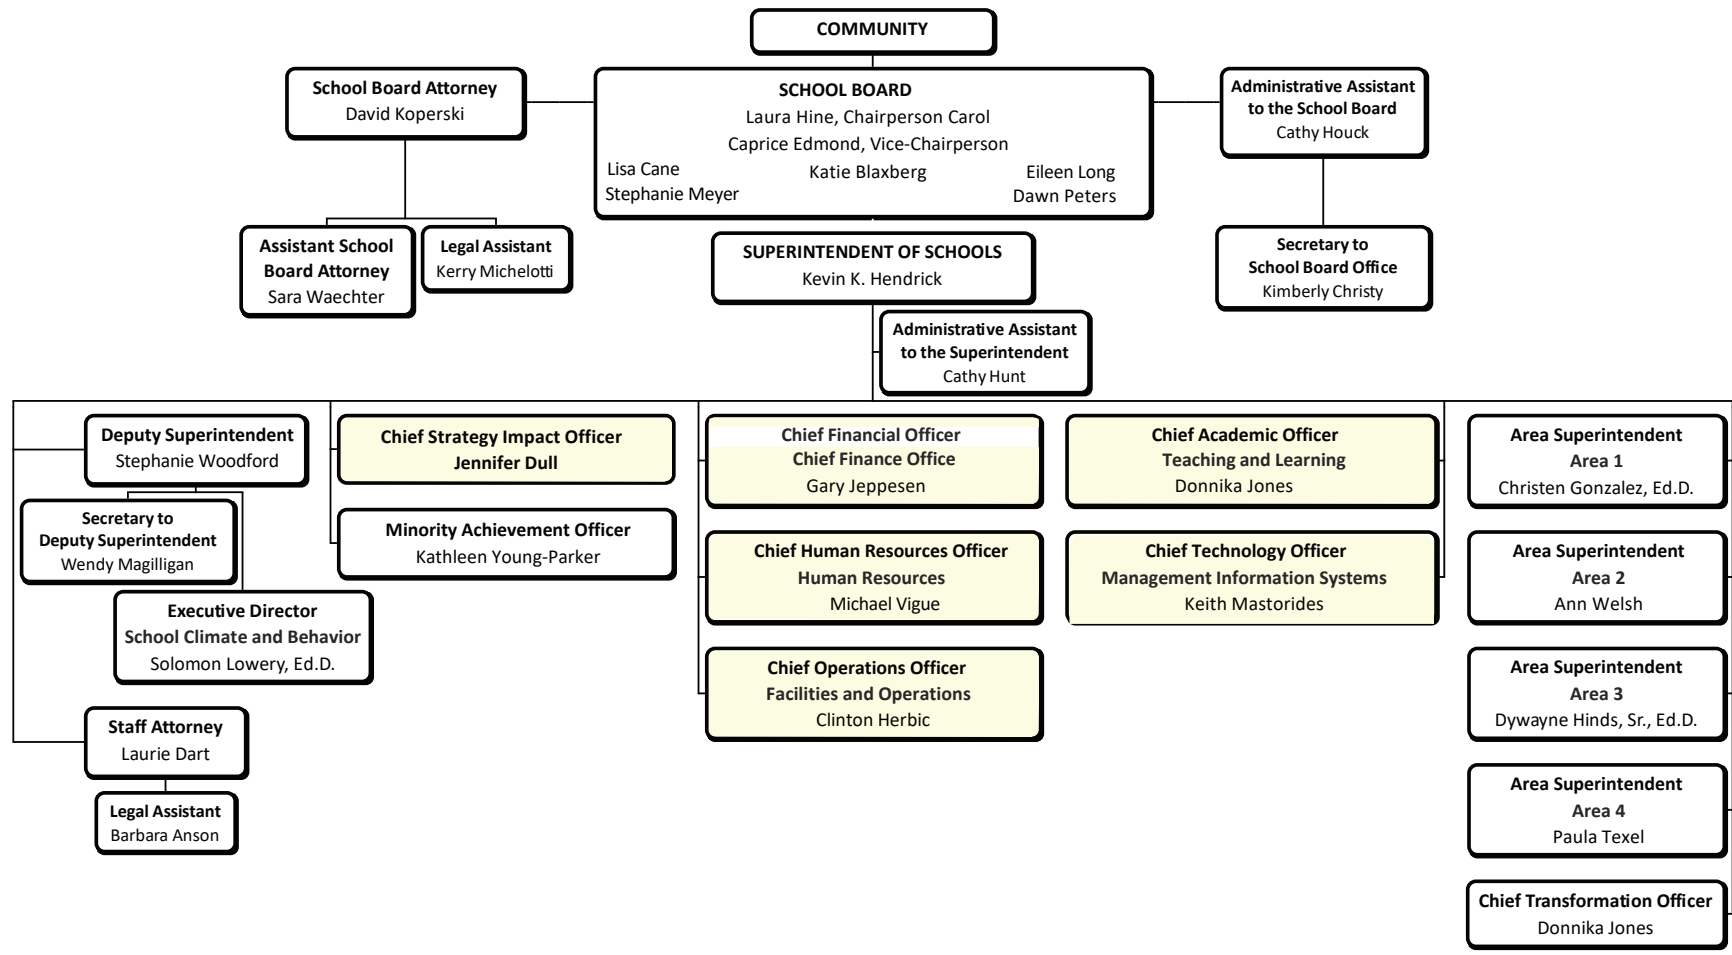 COMMUNITY
School Board Attorney
David Koperski
SCHOOL BOARD
Laura Hine, Chairperson Carol
Caprice Edmond, Vice-Chairperson
Lisa Cane
Katie Blaxberg
Eileen Long
Stephanie Meyer
Dawn Peters
Administrative Assistant
to the School Board
Cathy Houck
Assistant School
Board Attorney
Sara Waechter
Legal Assistant
Kerry Michelotti
SUPERINTENDENT OF SCHOOLS
Kevin K. Hendrick
Secretary to
School Board Office
Kimberly Christy
Administrative Assistant
to the Superintendent
Cathy Hunt
Deputy Superintendent
Stephanie Woodford
Secretary to
Deputy Superintendent
Wendy Magilligan
Executive Director
School Climate and Behavior
Solomon Lowery, Ed.D.
Staff Attorney
Laurie Dart
Legal Assistant
Barbara Anson
Chief Strategy Impact Officer
Jennifer Dull
Minority Achievement Officer
Kathleen Young-Parker
Chief Financial Officer
Chief Finance Office
Gary Jeppesen
Chief Human Resources Officer
Human Resources
Michael Vigue
Chief Operations Officer
Facilities and Operations
Clinton Herbic
Chief Academic Officer
Teaching and Learning
Donnika Jones
Chief Technology Officer
Management Information Systems
Keith Mastorides
Area Superintendent
Area 1
Christen Gonzalez, Ed.D.
Area Superintendent
Area 2
Ann Welsh
Area Superintendent
Area 3
Dywayne Hinds, Sr., Ed.D.
Area Superintendent
Area 4
Paula Texel
Chief Transformation Officer
Donnika Jones